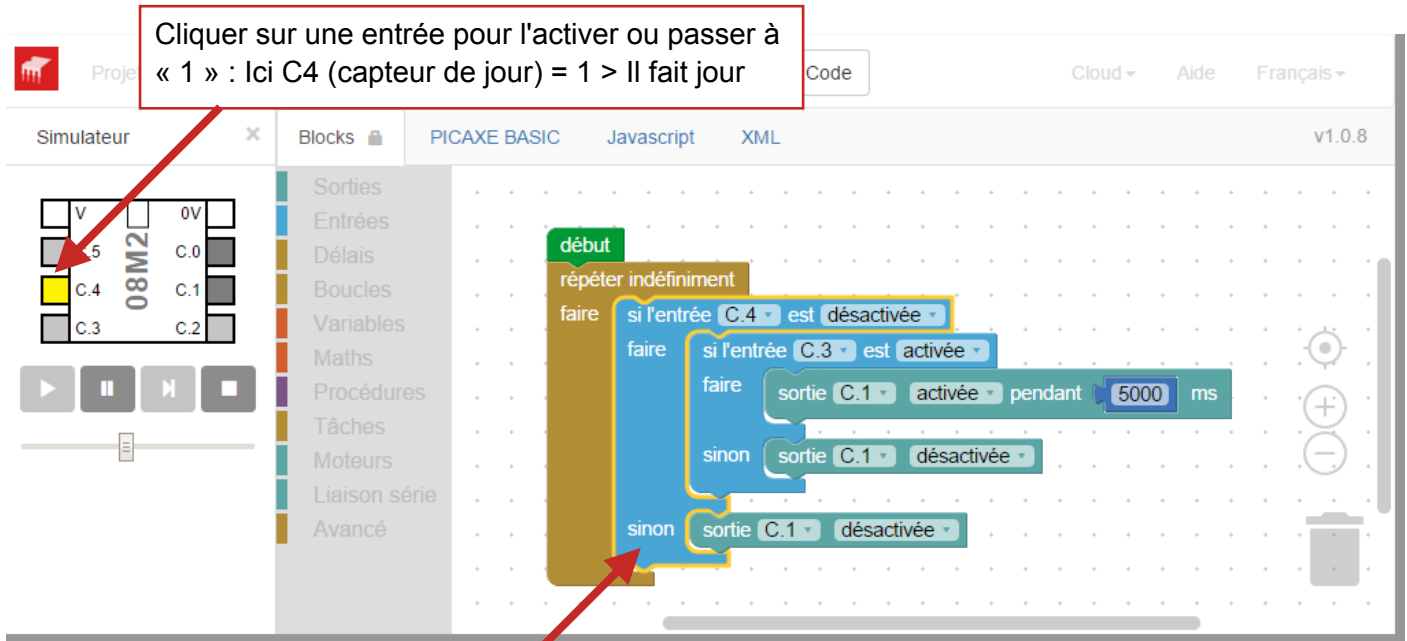 Cliquer sur une entrée pour l'activer ou passer à
« 1 » : Ici C4 (capteur de jour) = 1 > Il fait jour
Code
Cloud
Aide
Français
Simulateur
Blocks
PICAXE BASIC
Javascript
XML
v1.0.8
V
0V
C.0
C.4
C.1
C.3
C.2
08M2
Sorties
Entrées
Délais
Boucles
Variables
Maths
Procédures
Tâches
Moteurs
Liaison série
Avancé
début
répéter indéfiniment
faire si l'entrée C.4 est désactivée
faire si l'entrée C.3 est activée
faire sortie C.1 activée pendant 5000 ms
sinon sortie C.1 désactivée
sinon sortie C.1 désactivée